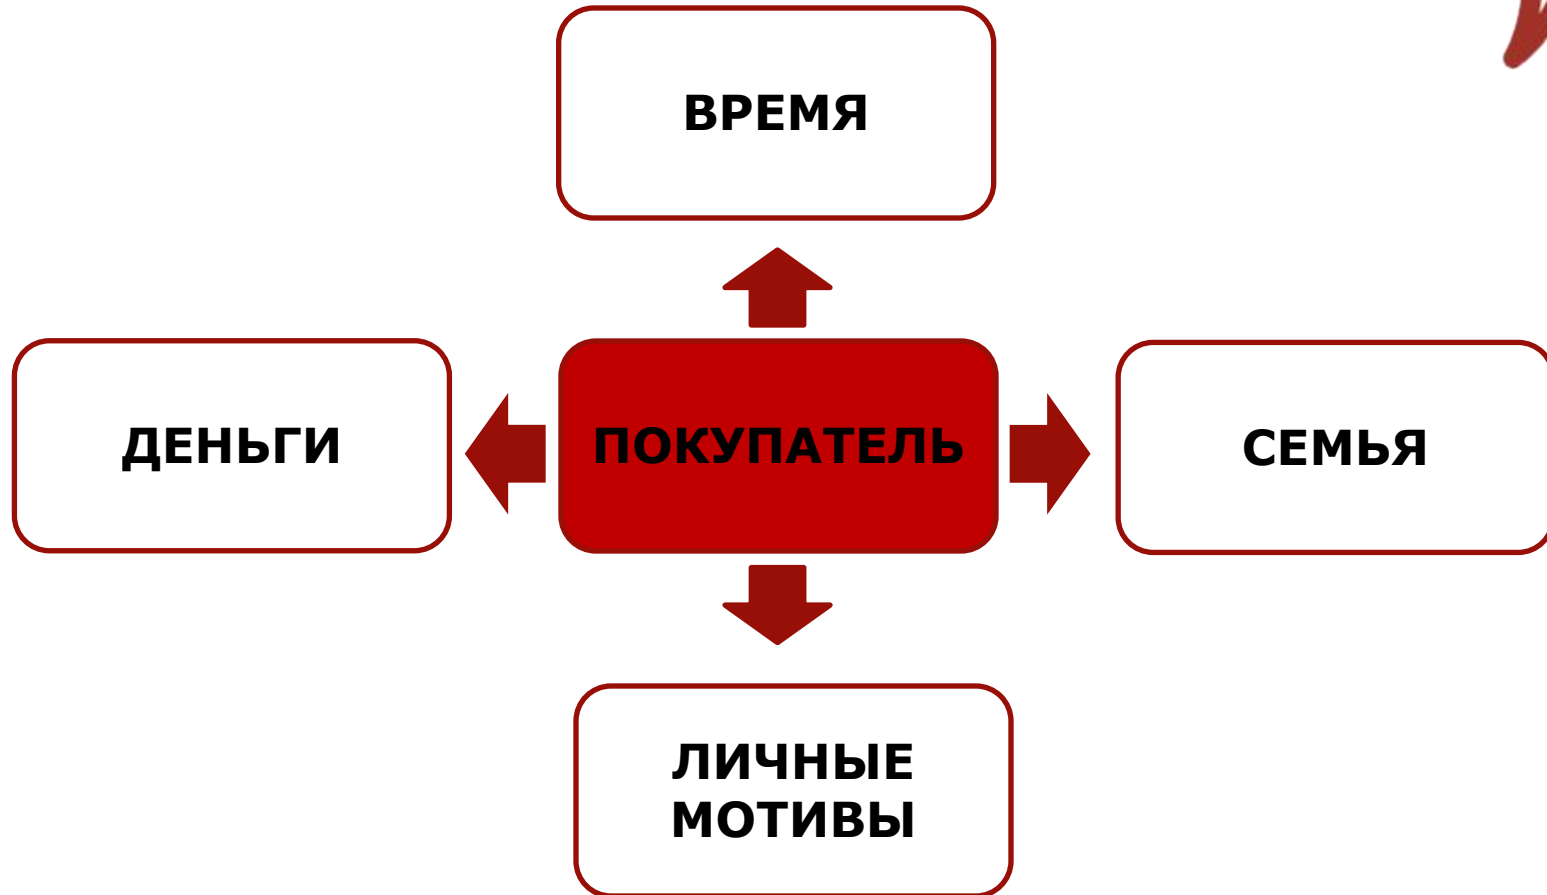 ВРЕМЯ
ДЕНЬГИ
ПОКУПАТЕЛЬ
СЕМЬЯ
ЛИЧНЫЕ
МОТИВЫ